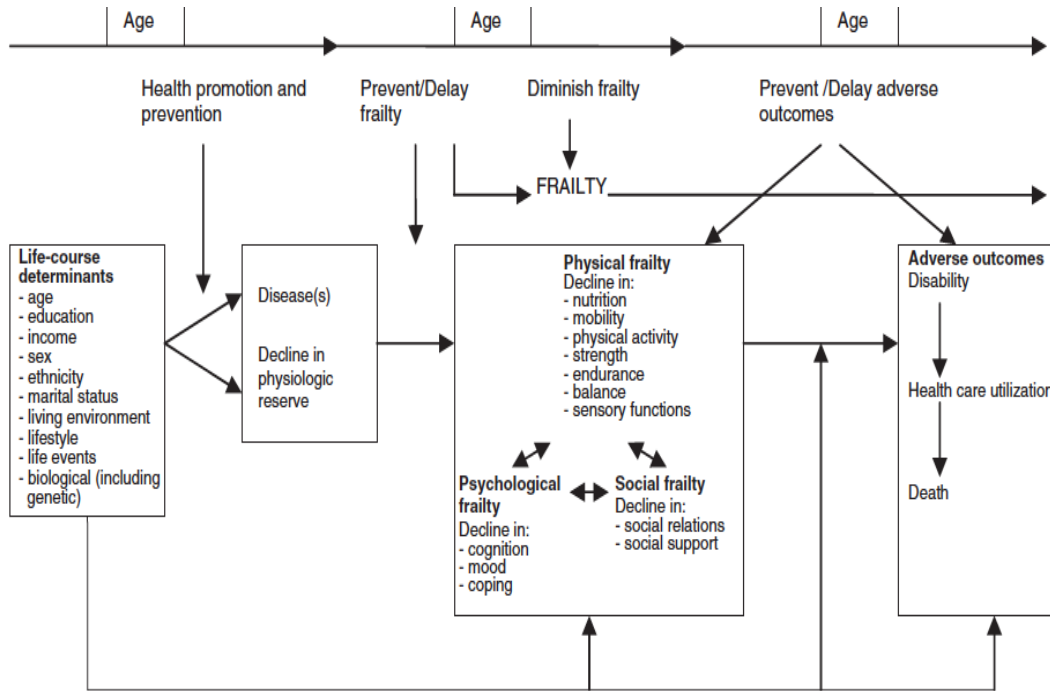 Age
Age
Age
Health promotion and
prevention
Prevent/Delay
frailty
Diminish frailty
Prevent /Delay adverse
outcomes
FRAILTY
Life-course
determinants
- age
- education
- income
- sex
- ethnicity
- marital status
- living environment
- lifestyle
- life events
- biological (including
genetic)
Disease(s)
Decline in
physiologic
reserve
Physical frailty
Decline in:
- nutrition
- mobility
- physical activity
- strength
- endurance
- balance
- sensory functions
Psychological
frailty
Decline in:
- cognition
- mood
- coping
Social frailty
Decline in:
- social relations
- social support
Adverse outcomes
Disability
Health care utilization
Death